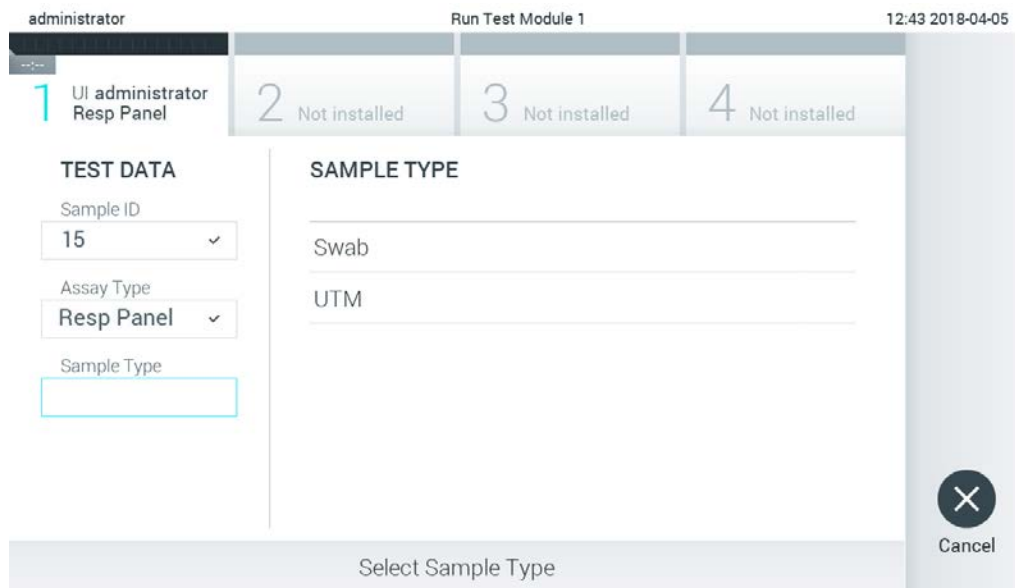 administrator Run Test Module 1 12:43 2018-04-05
--:--
1 UI administrator
Resp Panel
2 Not installed
3 Not installed
4 Not installed
TEST DATA
Sample ID
15
Assay Type
Resp Panel
Sample Type
SAMPLE TYPE
Swab
UTM
Cancel
Select Sample Type